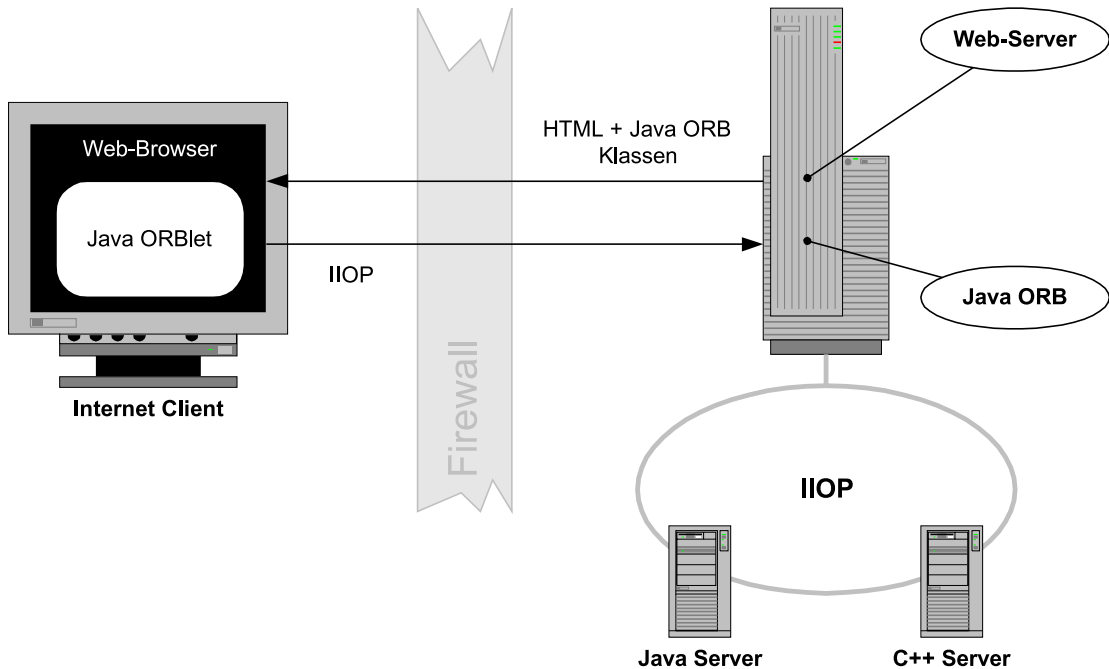 Web-Server
HTML + Java ORB
Klassen
Web-Browser
Java ORBlet
IIOP
Java ORB
Firewall
Internet Client
IIOP
Java Server
C++ Server